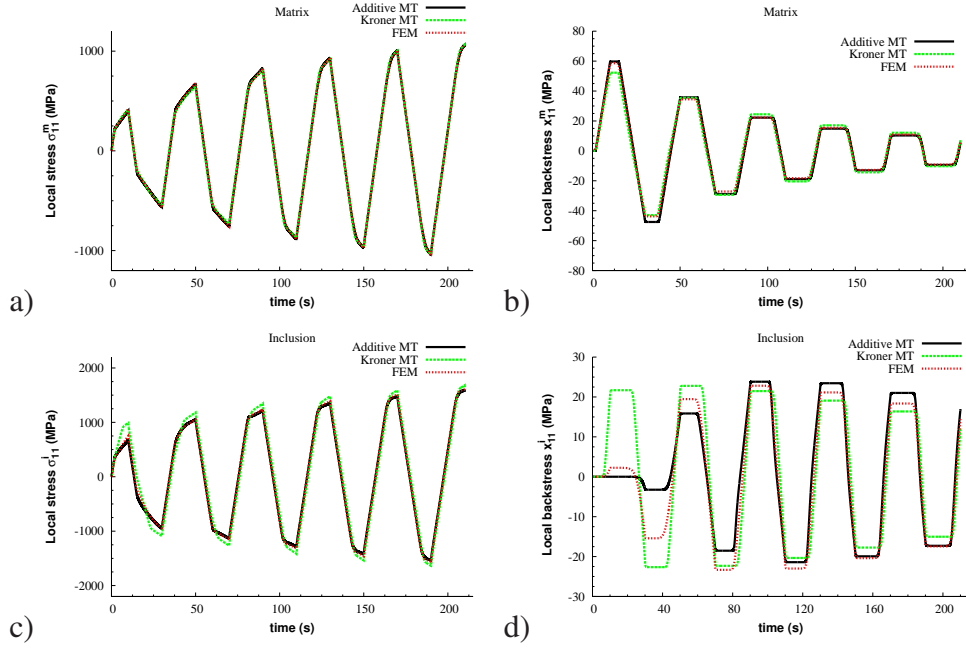 Matrix
Additive MT
Kroner MT
FEM
Local stress σ11^m (MPa)
1000
0
-1000
0 50 100 150 200
time (s)
a)
Matrix
Additive MT
Kroner MT
FEM
Local backstress x11^m (MPa)
80
60
40
20
0
-20
-40
-60
-80
0 50 100 150 200
time (s)
b)
Inclusion
Additive MT
Kroner MT
FEM
Local stress σ11^i (MPa)
2000
1000
0
-1000
-2000
0 50 100 150 200
time (s)
c)
Inclusion
Additive MT
Kroner MT
FEM
Local backstress x11^i (MPa)
30
20
10
0
-10
-20
-30
0 40 80 120 160 200
time (s)
d)